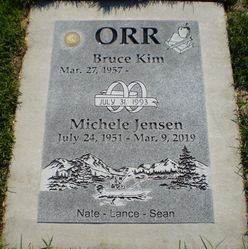 ORR
Bruce Kim
Mar. 27, 1957 -
JULY 31, 1993
Michele Jensen
July 24, 1951 - Mar. 9, 2019
Nate - Lance - Sean